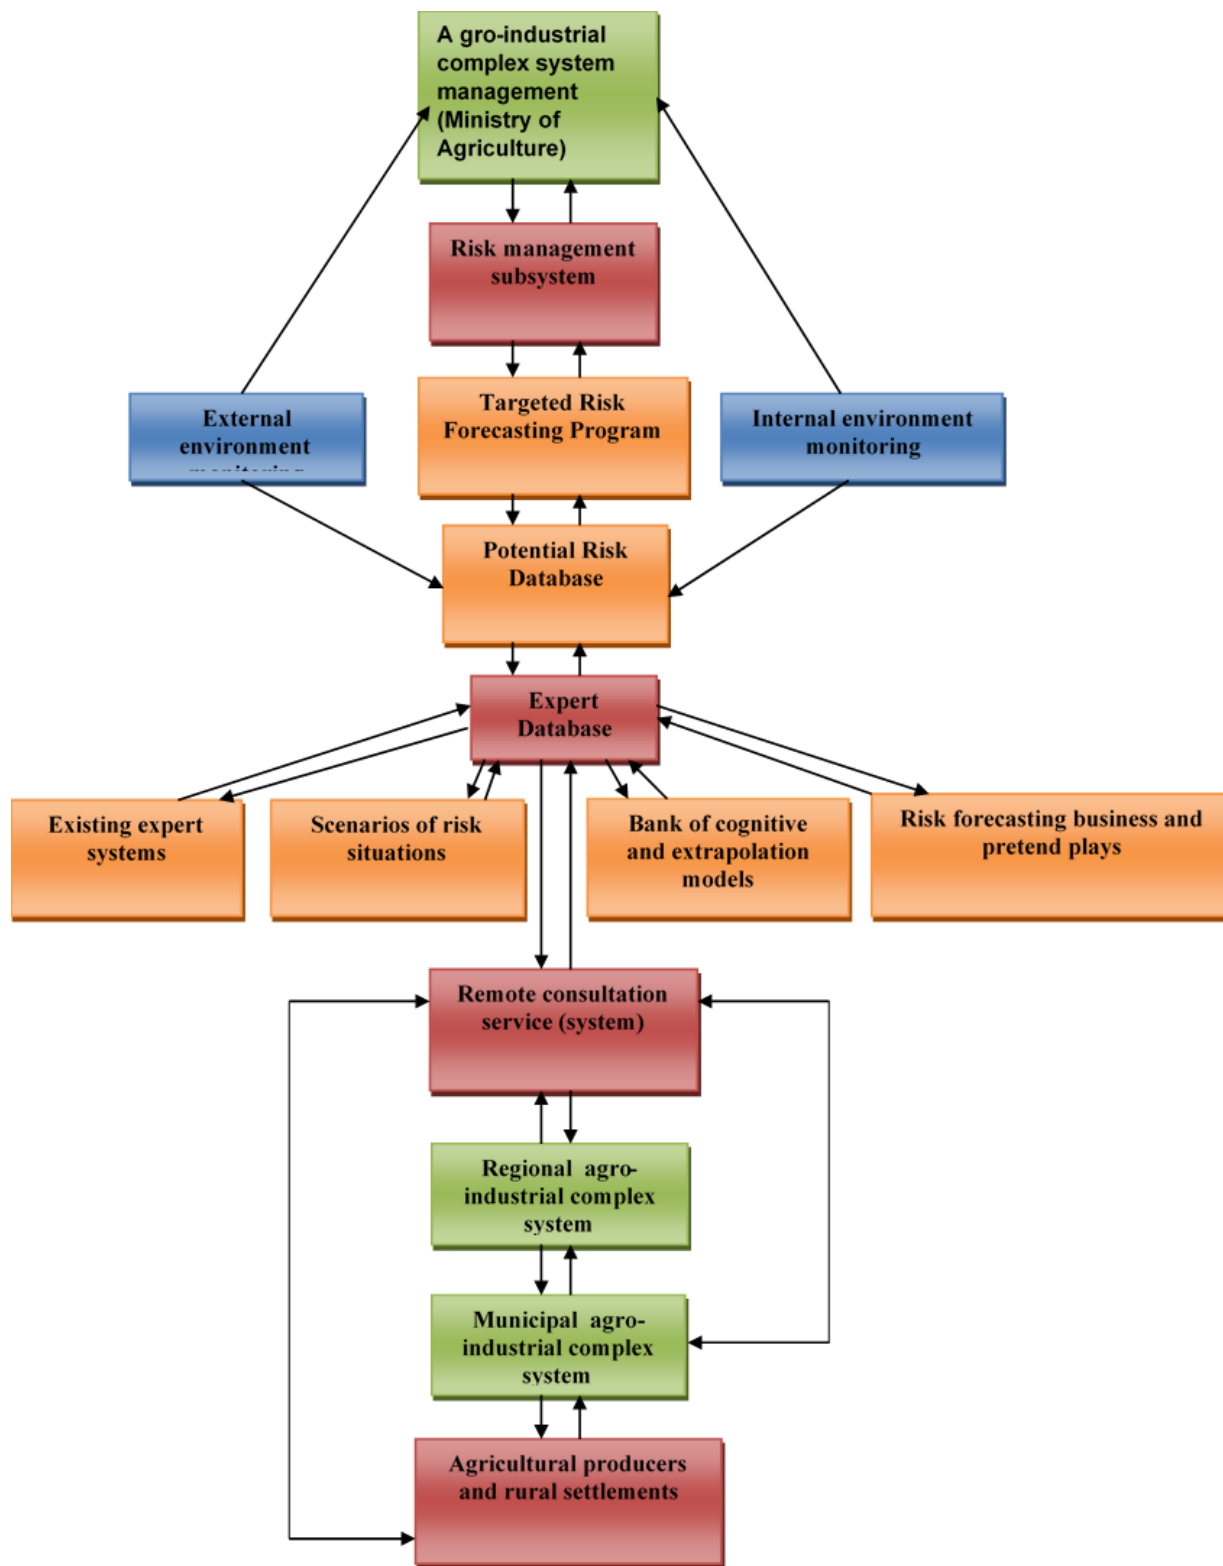 A gro-industrial
complex system
management
(Ministry of
Agriculture)
Risk management
subsystem
Targeted Risk
Forecasting Program
External
environment
monitoring
Internal environment
monitoring
Potential Risk
Database
Expert
Database
Existing expert
systems
Scenarios of risk
situations
Bank of cognitive
and extrapolation
models
Risk forecasting business and
pretend plays
Remote consultation
service (system)
Regional agro-
industrial complex
system
Municipal agro-
industrial complex
system
Agricultural producers
and rural settlements